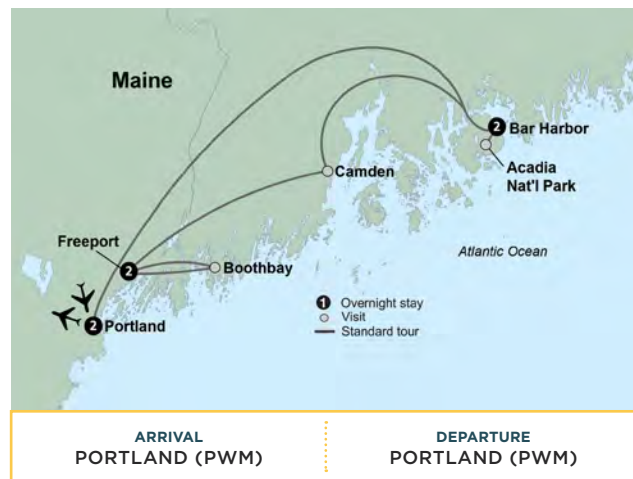 Maine
2 Bar Harbor
Acadia
Nat'l Park
Camden
Freeport
2
Boothbay
Atlantic Ocean
2 Portland
1 Overnight stay
Visit
Standard tour
ARRIVAL
PORTLAND (PWM)
DEPARTURE
PORTLAND (PWM)